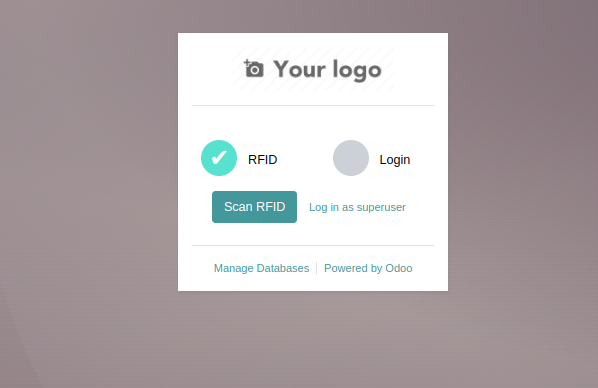 Your logo
RFID
Login
Scan RFID
Log in as superuser
Manage Databases
Powered by Odoo